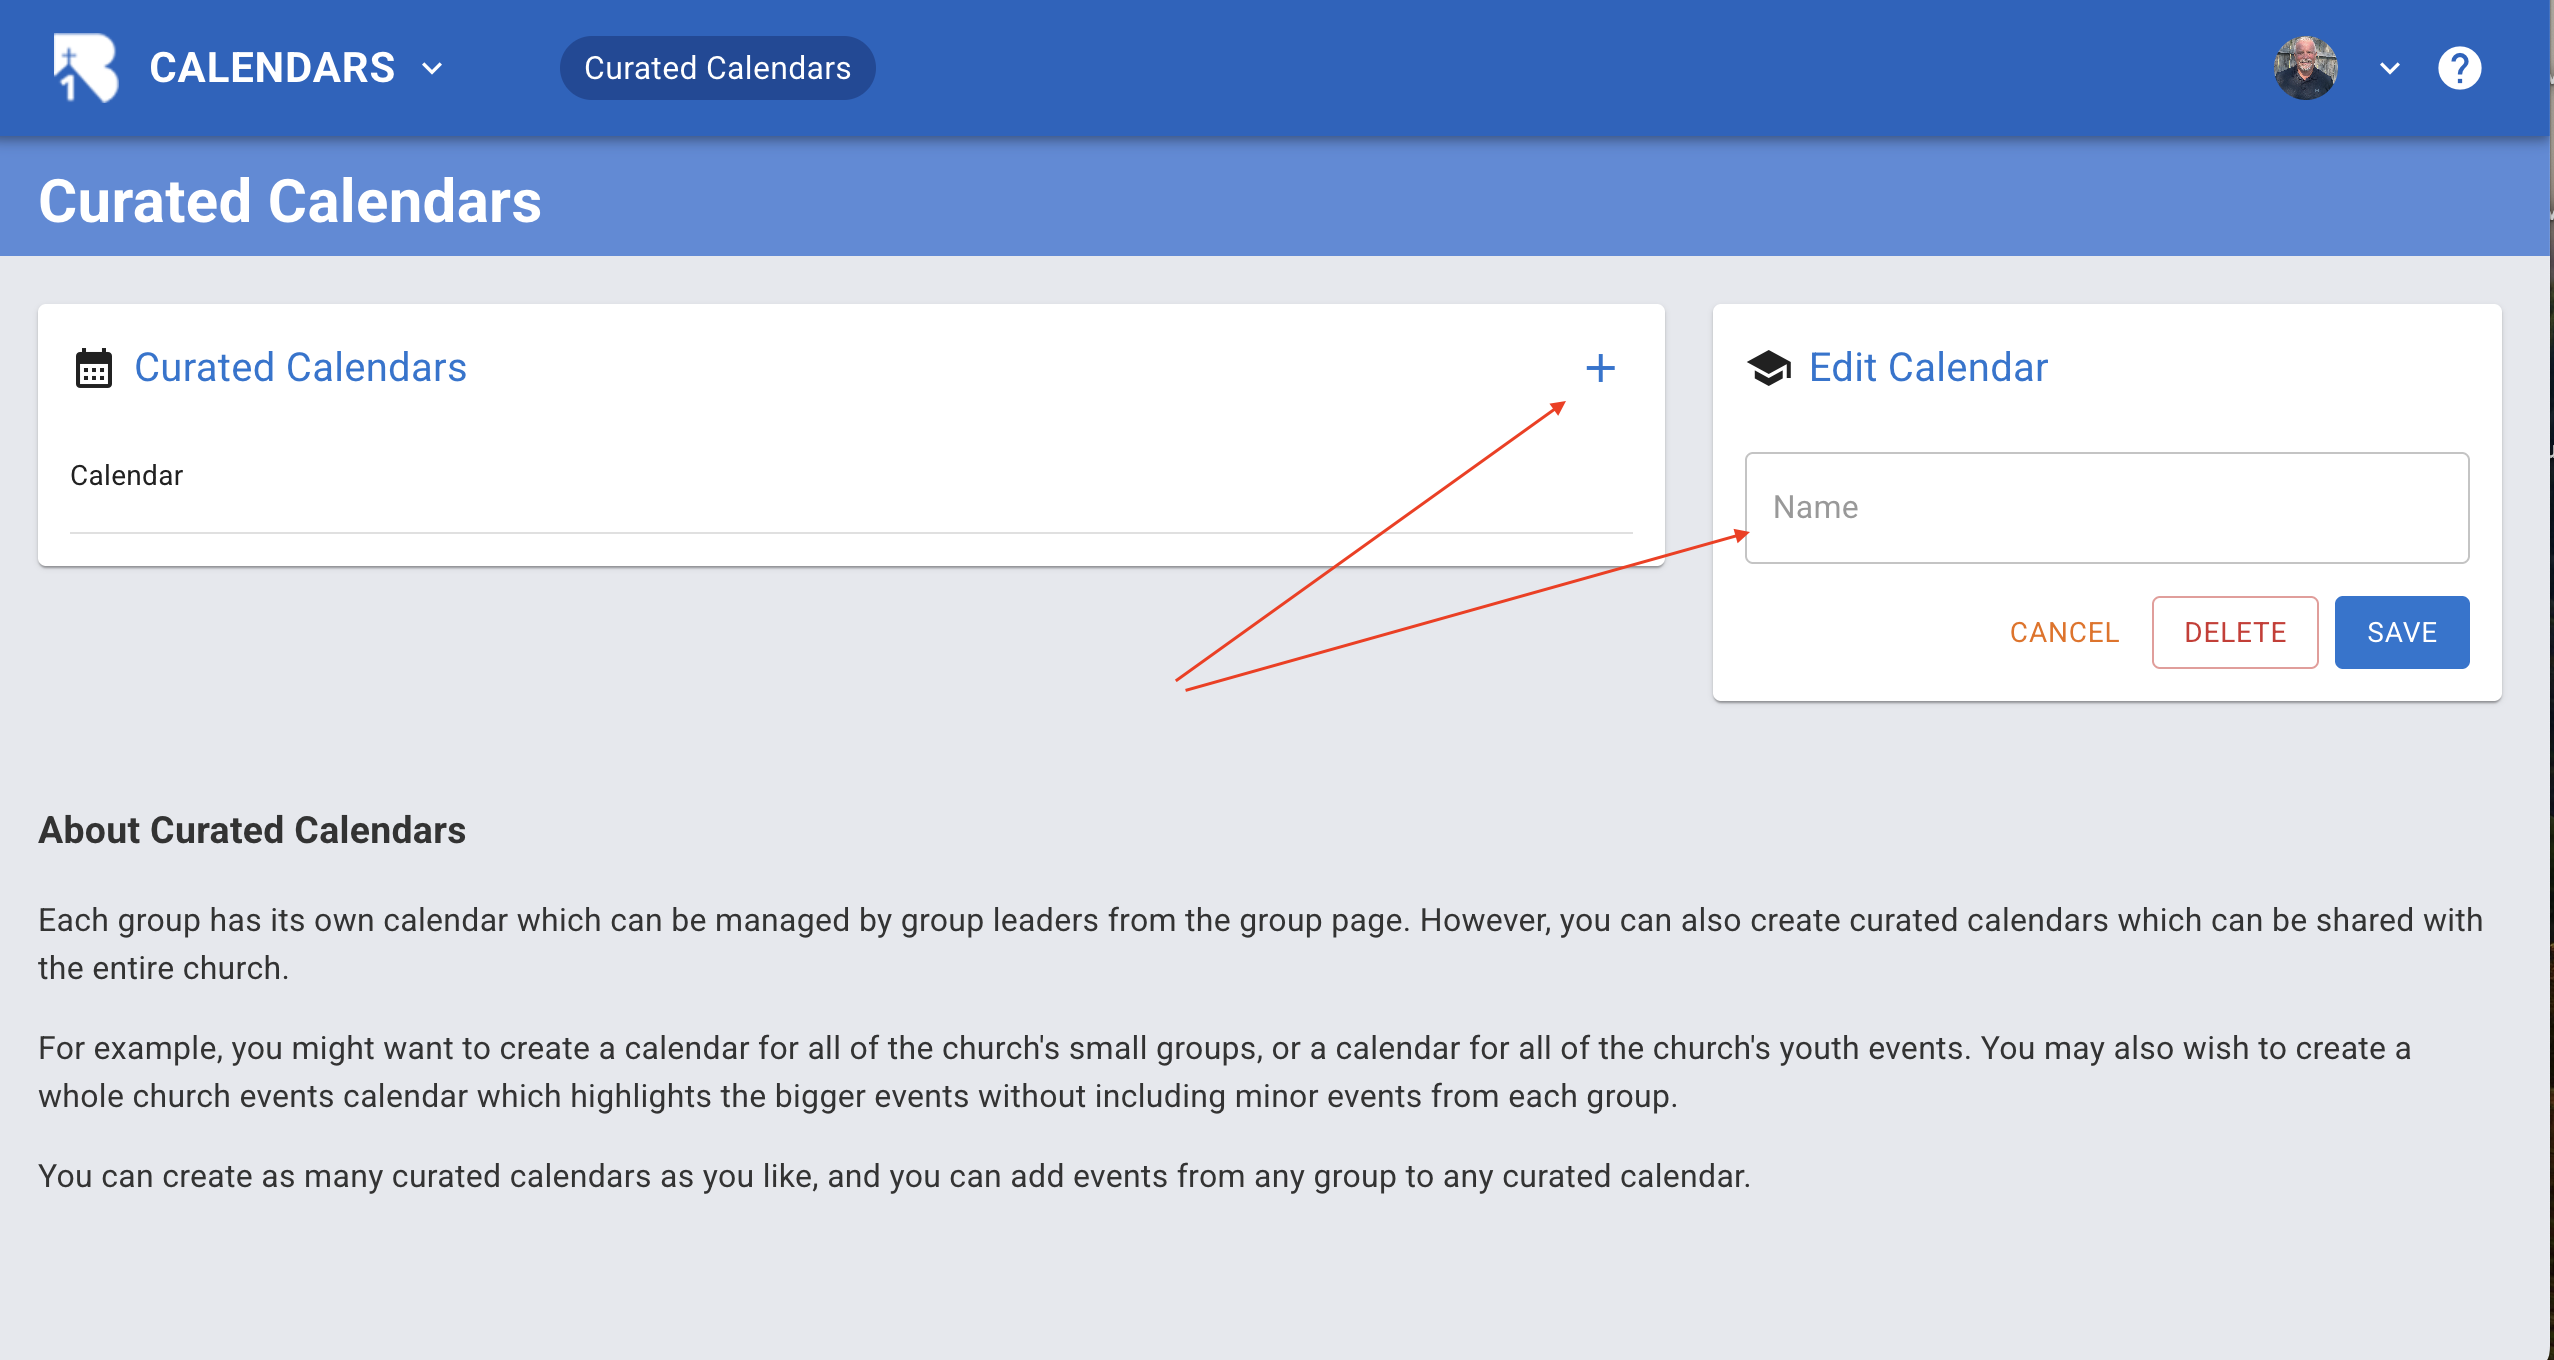 CALENDARS
Curated Calendars
Curated Calendars
Curated Calendars
Calendar
Edit Calendar
Name
CANCEL
DELETE
SAVE
About Curated Calendars
Each group has its own calendar which can be managed by group leaders from the group page. However, you can also create curated calendars which can be shared with
the entire church.
For example, you might want to create a calendar for all of the church's small groups, or a calendar for all of the church's youth events. You may also wish to create a
whole church events calendar which highlights the bigger events without including minor events from each group.
You can create as many curated calendars as you like, and you can add events from any group to any curated calendar.